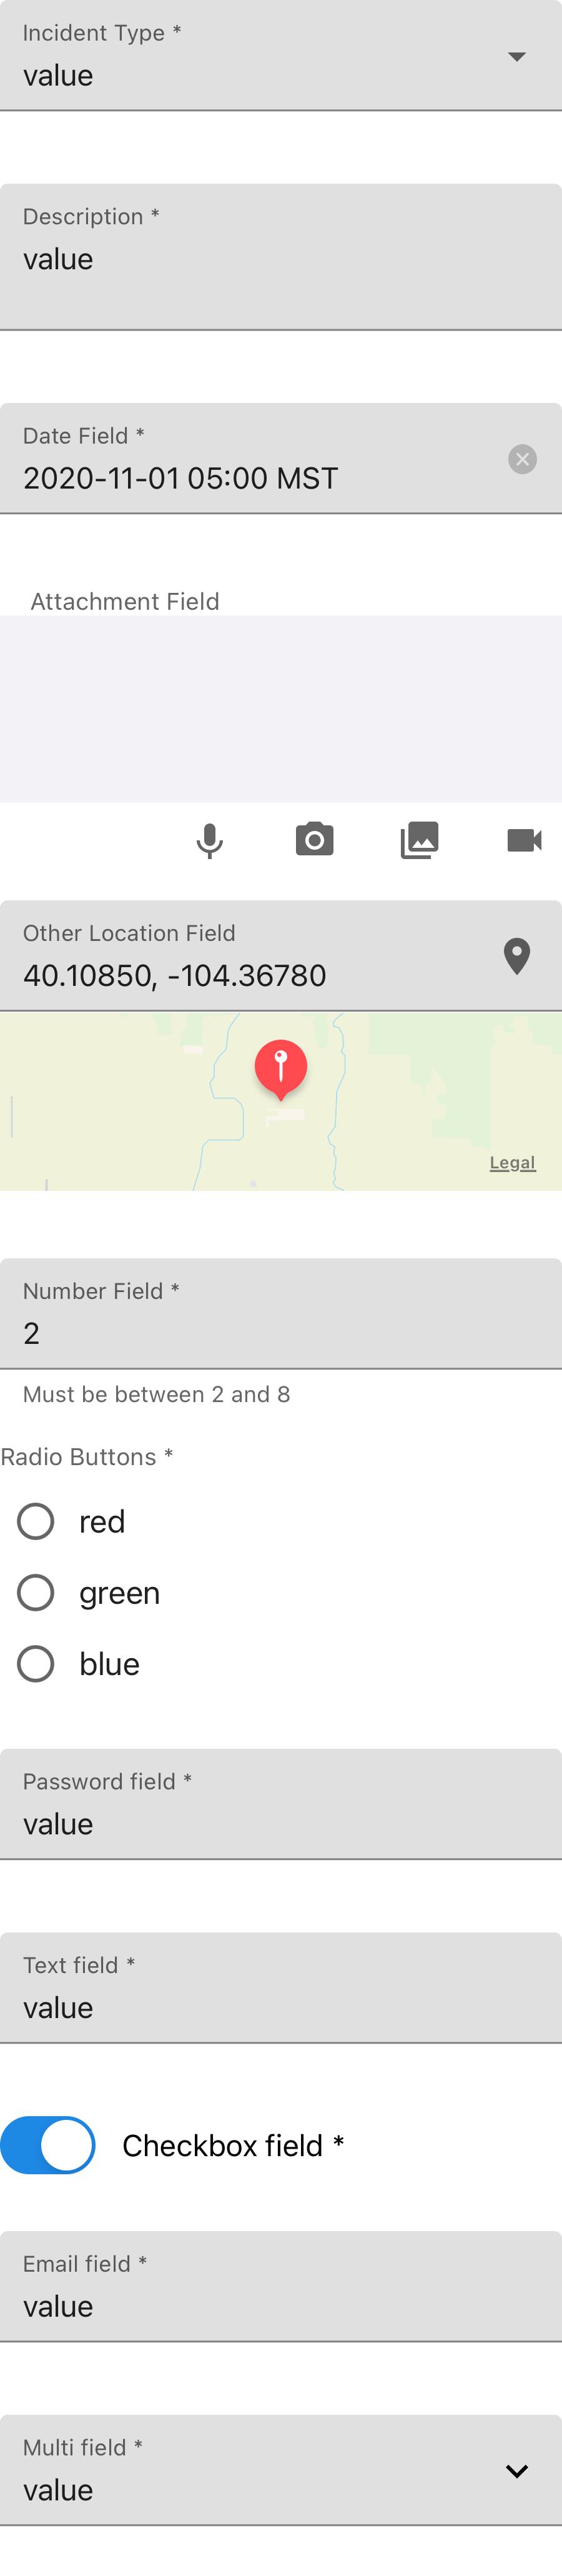 Incident Type *
value
Description *
value
Date Field *
2020-11-01 05:00 MST
Attachment Field
Other Location Field
40.10850, -104.36780
Legal
Number Field *
2
Must be between 2 and 8
Radio Buttons *
red
green
blue
Password field *
value
Text field *
value
Checkbox field *
Email field *
value
Multi field *
value